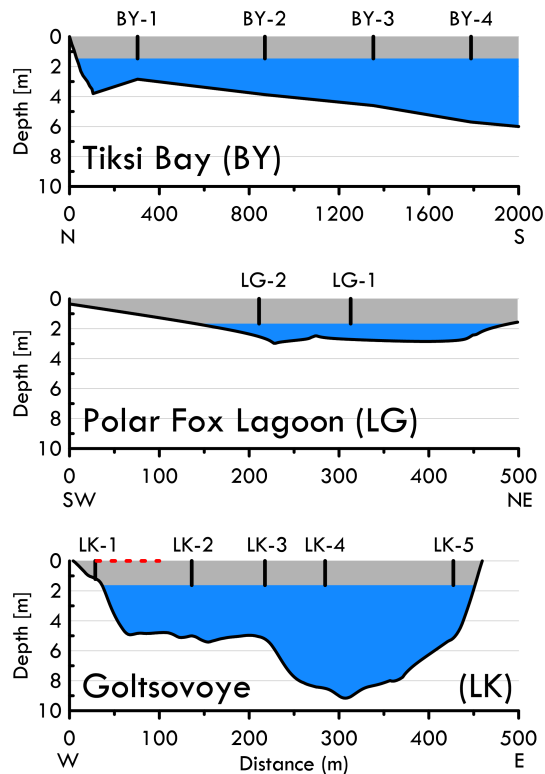 BY-1 BY-2 BY-3 BY-4
0
2
4
6
8
10
Depth [m]
Tiksi Bay (BY)
0 400 800 1200 1600 2000
N S
LG-2 LG-1
0
2
4
6
8
10
Depth [m]
Polar Fox Lagoon (LG)
0 100 200 300 400 500
SW NE
LK-1 LK-2 LK-3 LK-4 LK-5
0
2
4
6
8
10
Depth [m]
Goltsovoye (LK)
0 100 200 300 400 500
W Distance (m) E